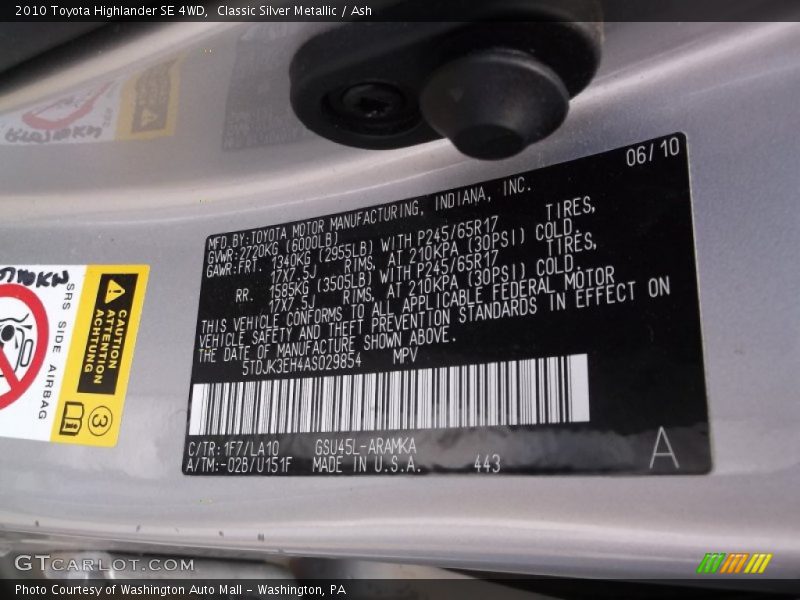 2010 Toyota Highlander SE 4WD, Classic Silver Metallic / Ash
06/10
MFD.BY:TOYOTA MOTOR MANUFACTURING, INDIANA, INC.
GVWR:2720KG (6000LB)
GAWR:FRT. 1340KG (2955LB) WITH P245/65R17 TIRES,
17X7.5J RIMS, AT 210KPA (30PSI) COLD.
RR. 1585KG (3505LB) WITH P245/65R17 TIRES,
17X7.5J RIMS, AT 210KPA (30PSI) COLD.
THIS VEHICLE CONFORMS TO ALL APPLICABLE FEDERAL MOTOR
VEHICLE SAFETY AND THEFT PREVENTION STANDARDS IN EFFECT ON
THE DATE OF MANUFACTURE SHOWN ABOVE.
5TDJK3EH4AS029854 MPV
C/TR:1F7/LA10 GSU45L-ARAMKA
A/TM:-02B/U151F MADE IN U.S.A. 443
A
SRS SIDE AIRBAG
CAUTION
ATTENTION
ACHTUNG
3
GTCARLOT.COM
Photo Courtesy of Washington Auto Mall - Washington, PA